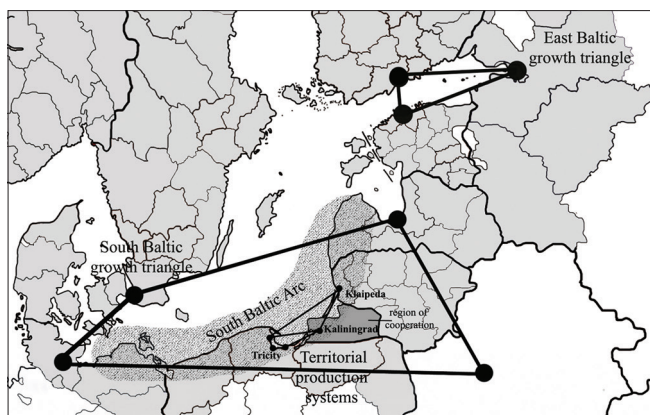 East Baltic
growth triangle
South Baltic
growth triangle
South Baltic Arc
Klaipeda
region of
cooperation
Kaliningrad
Tricity
Territorial
production
systems